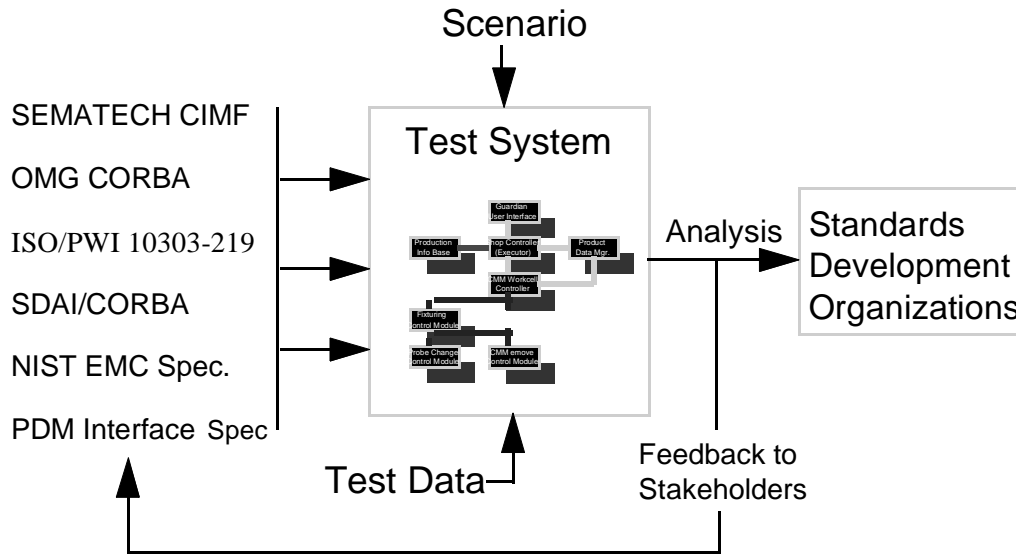 Scenario
SEMATECH CIMF
OMG CORBA
ISO/PWI 10303-219
SDAI/CORBA
NIST EMC Spec.
PDM Interface Spec
Test System
Guardian
User Interface
Production
Info Base
hop Controller
(Executor)
Product
Data Mgr.
CMM Workcell
Controller
Fixturing
ontrol Module
Probe Change
ontrol Module
CMM emove
ontrol Module
Test Data
Analysis
Standards
Development
Organizations
Feedback to
Stakeholders